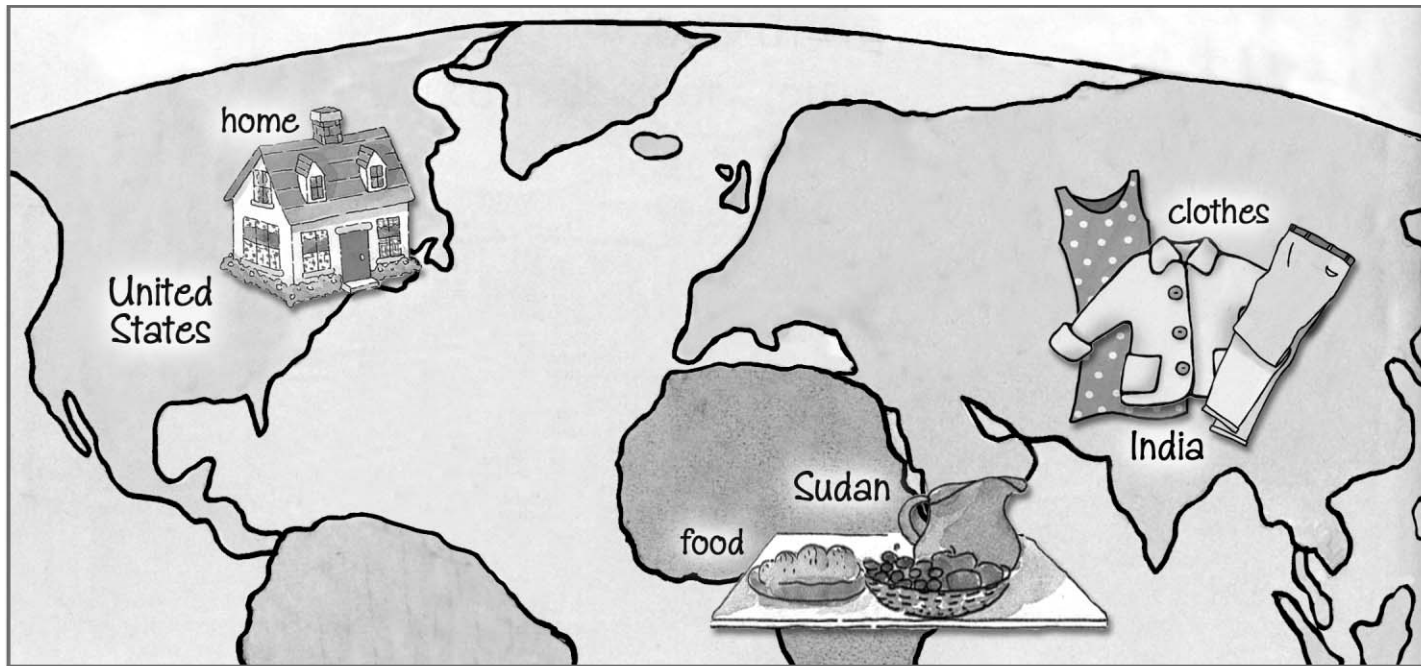 home
United
States
clothes
India
Sudan
food